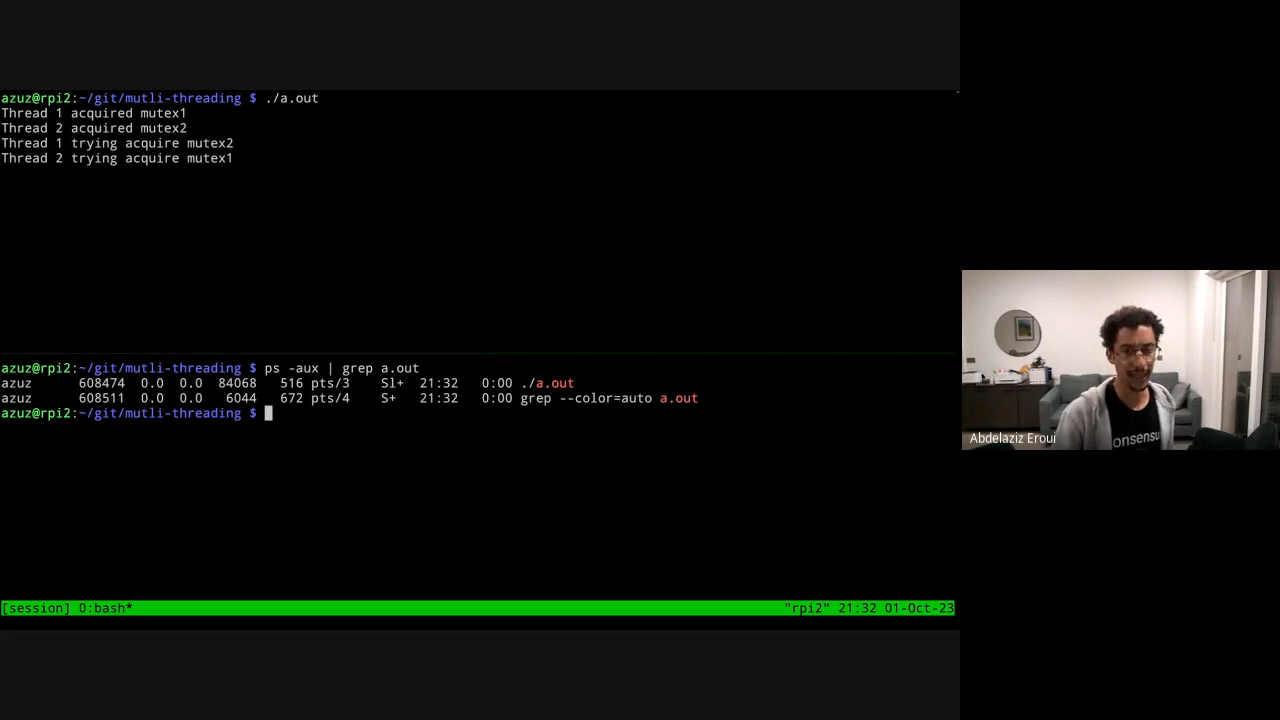 azuz@rpi2:~/git/mutli-threading $ ./a.out
Thread 1 acquired mutex1
Thread 2 acquired mutex2
Thread 1 trying acquire mutex2
Thread 2 trying acquire mutex1
azuz@rpi2:~/git/mutli-threading $ ps -aux | grep a.out
azuz 608474 0.0 0.0 84068 516 pts/3 Sl+ 21:32 0:00 ./a.out
azuz 608511 0.0 0.0 6044 672 pts/4 S+ 21:32 0:00 grep --color=auto a.out
azuz@rpi2:~/git/mutli-threading $
onsensu
Abdelaziz Eroui
[session] 0:bash* "rpi2" 21:32 01-Oct-23